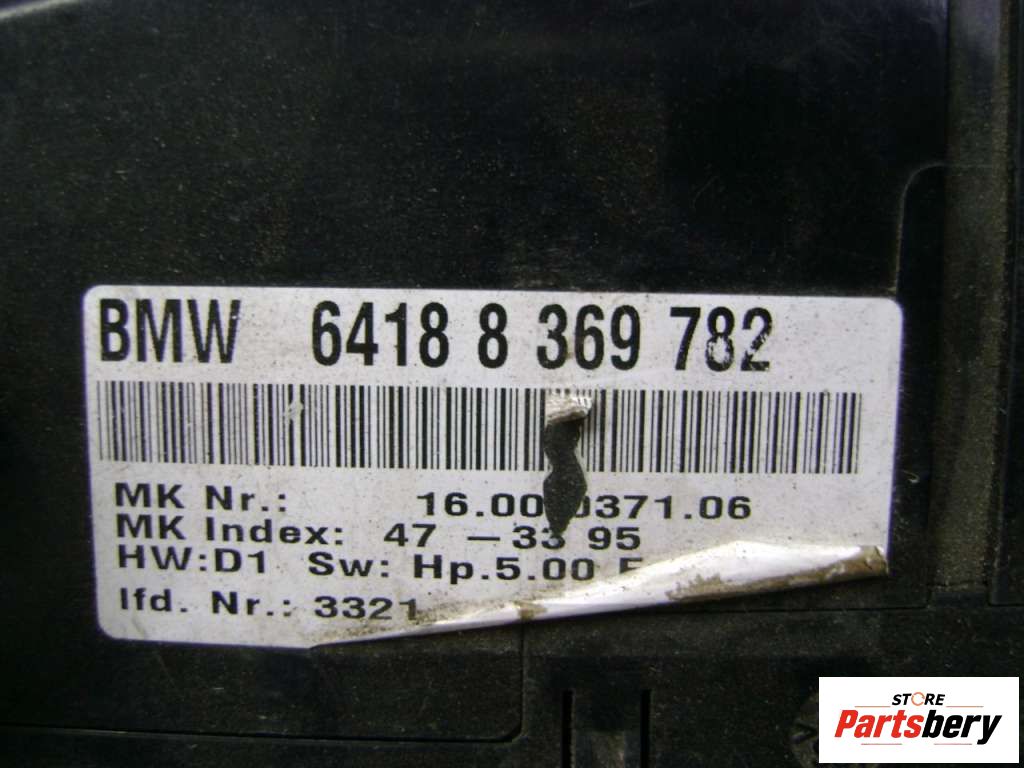 BMW 6418 8 369 782
MK Nr.: 16.00 0371.06
MK Index: 47 -33 95
HW:D1 Sw: Hp.5.00
lfd. Nr.: 3321
STORE
Partsbery